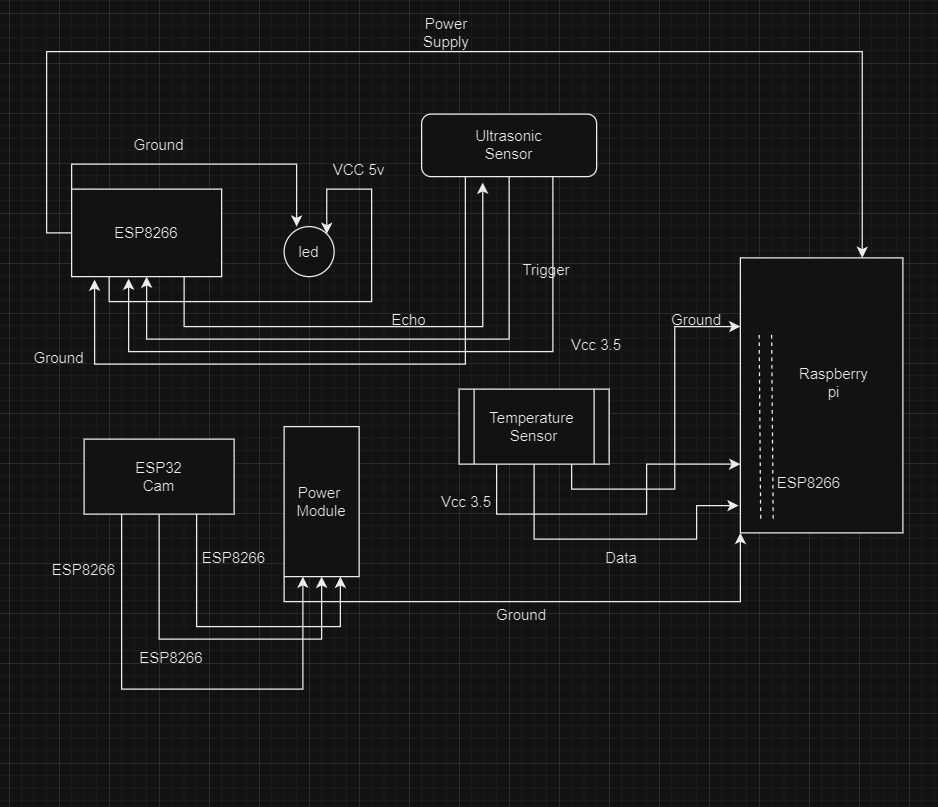 Power
Supply
Ground
VCC 5v
Ultrasonic
Sensor
ESP8266
led
Trigger
Echo
Ground
Vcc 3.5
Ground
Raspberry
pi
Temperature
Sensor
ESP32
Cam
Power
Module
Vcc 3.5
ESP8266
Data
ESP8266
ESP8266
Ground
ESP8266